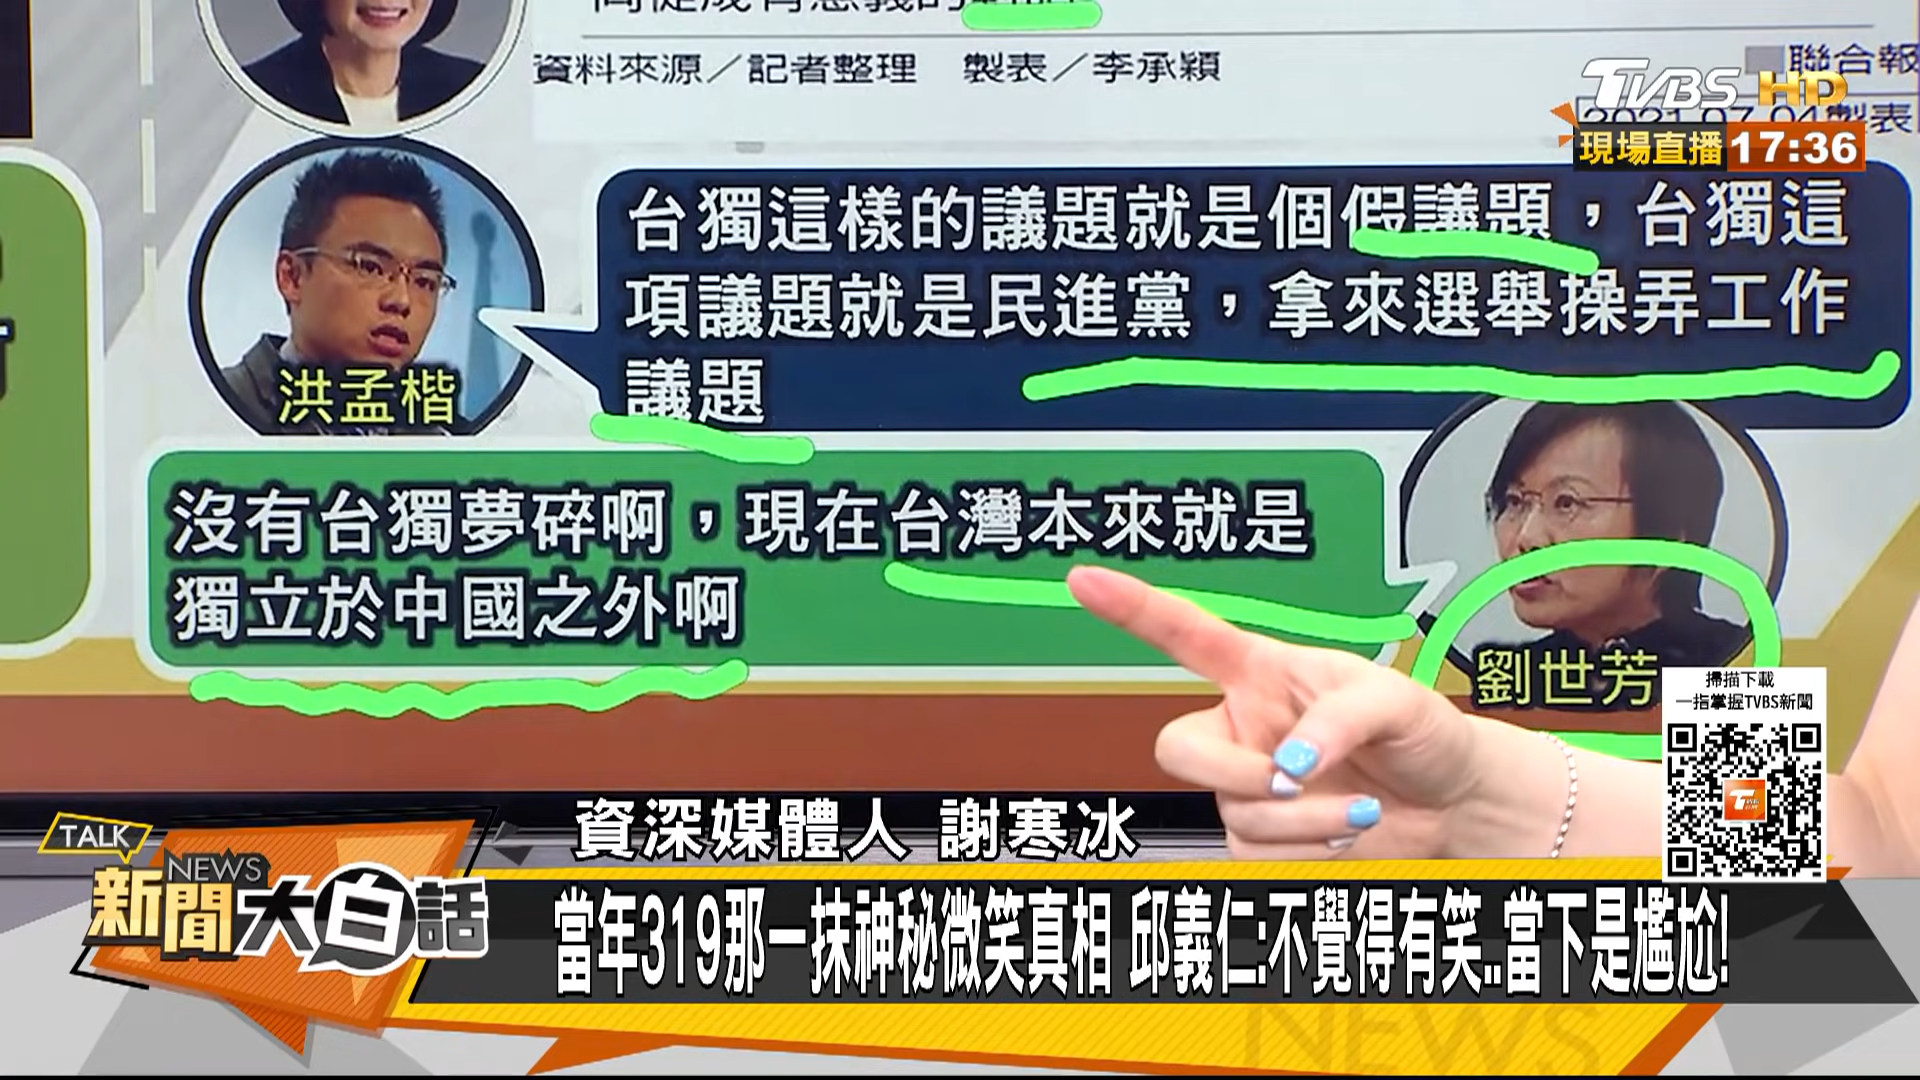 資料來源／記者整理 製表／李承穎
聯合報
2021.07.04製表
TVBS HD
現場直播 17:36
台獨這樣的議題就是個假議題，台獨這
項議題就是民進黨，拿來選舉操弄工作
議題
洪孟楷
沒有台獨夢碎啊，現在台灣本來就是
獨立於中國之外啊
劉世芳
掃描下載
一指掌握TVBS新聞
資深媒體人 謝寒冰
TALK
NEWS
新聞大白話
當年319那一抹神秘微笑真相 邱義仁:不覺得有笑..當下是尷尬!
NEWS